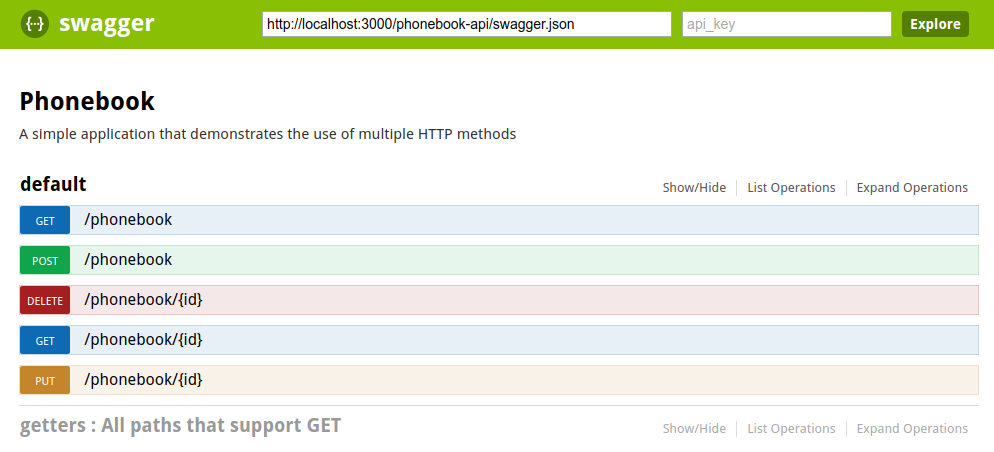 {···} swagger http://localhost:3000/phonebook-api/swagger.json api_key Explore
Phonebook
A simple application that demonstrates the use of multiple HTTP methods
default Show/Hide List Operations Expand Operations
GET /phonebook
POST /phonebook
DELETE /phonebook/{id}
GET /phonebook/{id}
PUT /phonebook/{id}
getters : All paths that support GET Show/Hide List Operations Expand Operations